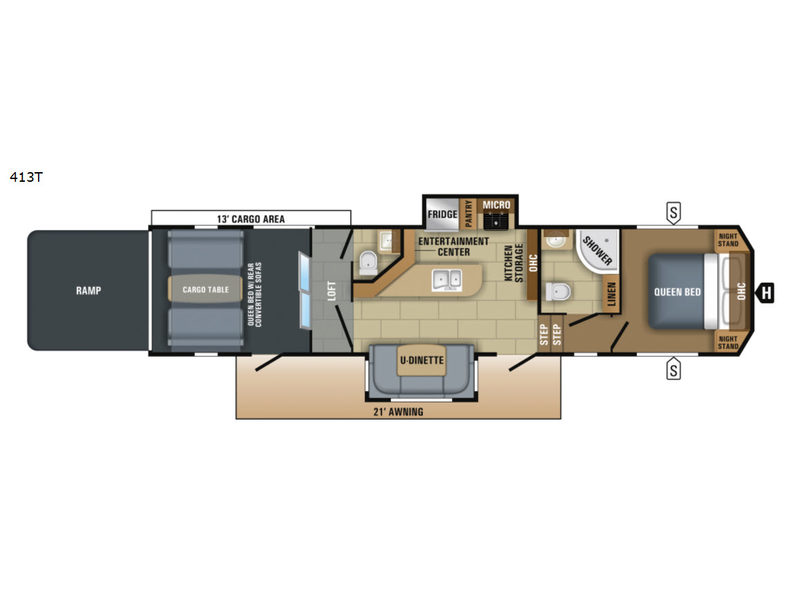 413T
13' CARGO AREA
RAMP
CARGO TABLE
QUEEN BED W/ REAR
CONVERTIBLE SOFAS
LOFT
FRIDGE
PANTRY
MICRO
ENTERTAINMENT
CENTER
KITCHEN
STORAGE
OHC
SHOWER
LINEN
STEP
STEP
U-DINETTE
21' AWNING
S
NIGHT
STAND
QUEEN BED
OHC
NIGHT
STAND
H
S